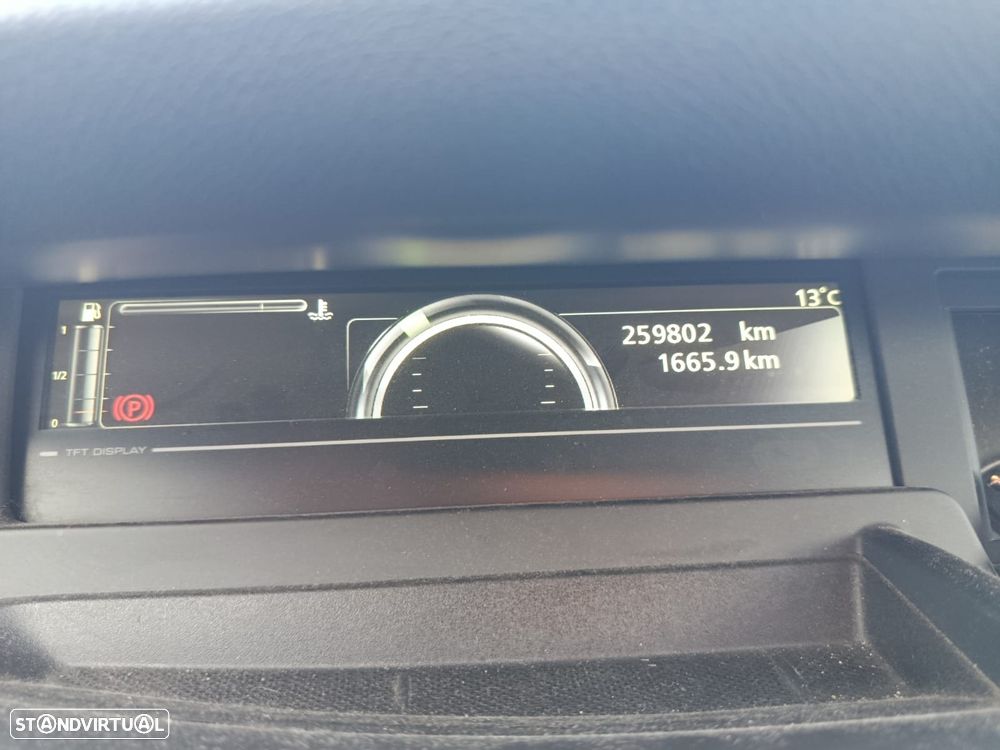 13°C
259802 km
1665.9 km
1
1/2
0
P
TFT DISPLAY
STANDVIRTUAL